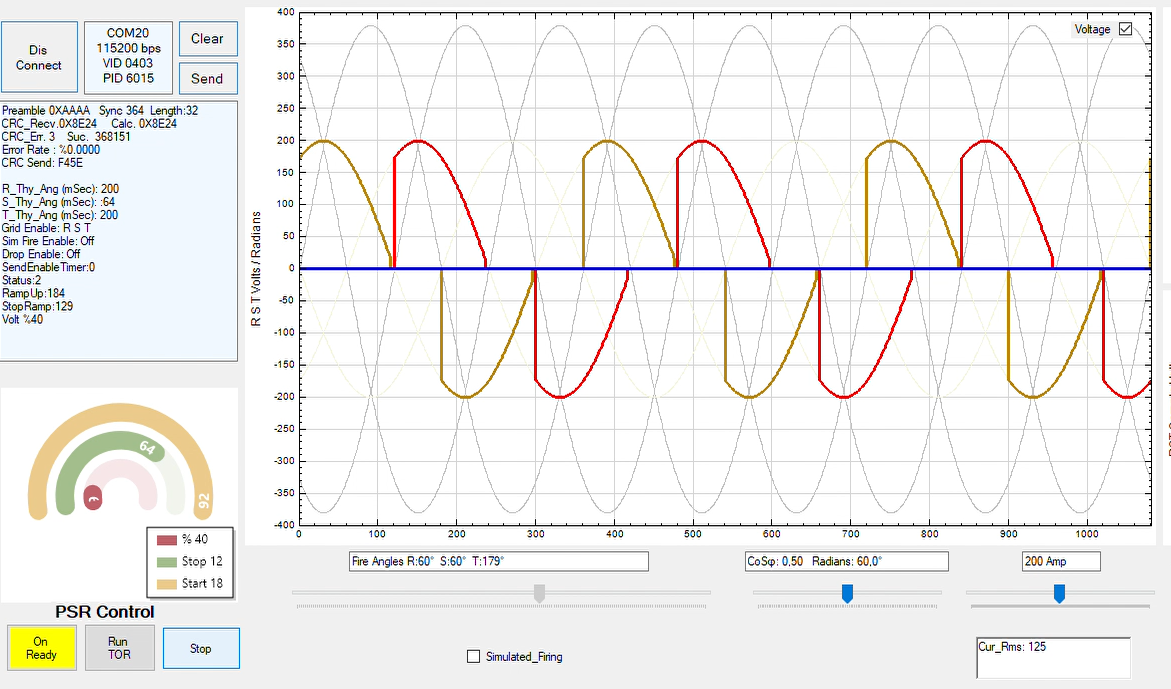 Dis
Connect
COM20
115200 bps
VID 0403
PID 6015
Clear
Send
Preamble 0XAAAA   Sync 364  Length:32
CRC_Recv.0X8E24     Calc. 0X8E24
CRC_Err. 3    Suc.  368151
Error Rate : %0.0000
CRC Send: F45E
R_Thy_Ang (mSec): 200
S_Thy_Ang (mSec): :64
T_Thy_Ang (mSec): 200
Grid Enable: R S T
Sim Fire Enable: Off
Drop Enable: Off
SendEnableTimer:0
Status:2
RampUp:184
StopRamp:129
Volt %40
64
92
% 40
Stop 12
Start 18
PSR Control
On
Ready
Run
TOR
Stop
R S T Volts / Radians
400
350
300
250
200
150
100
50
0
-50
-100
-150
-200
-250
-300
-350
-400
0 100 200 300 400 500 600 700 800 900 1000
Voltage
Fire Angles R:60°  S:60°  T:179°
CoSφ: 0,50   Radians: 60,0°
200 Amp
Simulated_Firing
Cur_Rms: 125